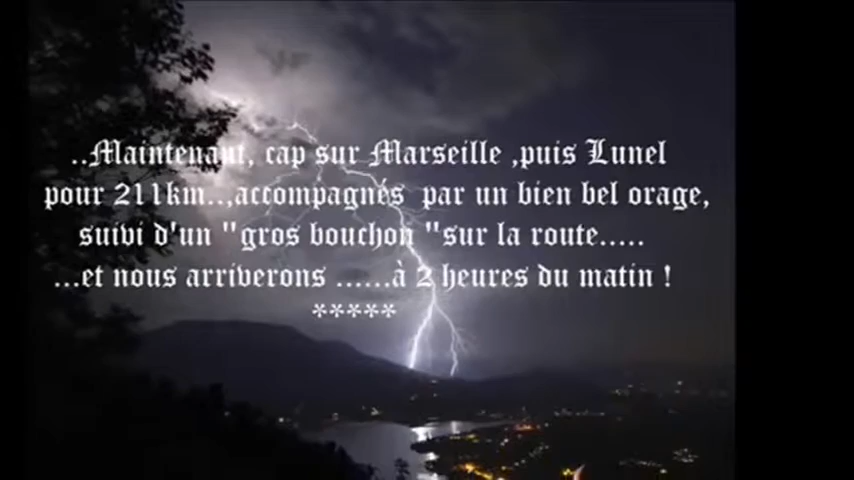 ..Maintenant, cap sur Marseille ,puis Lunel
pour 211km..,accompagnés par un bien bel orage,
suivi d'un "gros bouchon "sur la route.....
...et nous arriverons ......à 2 heures du matin !
*****